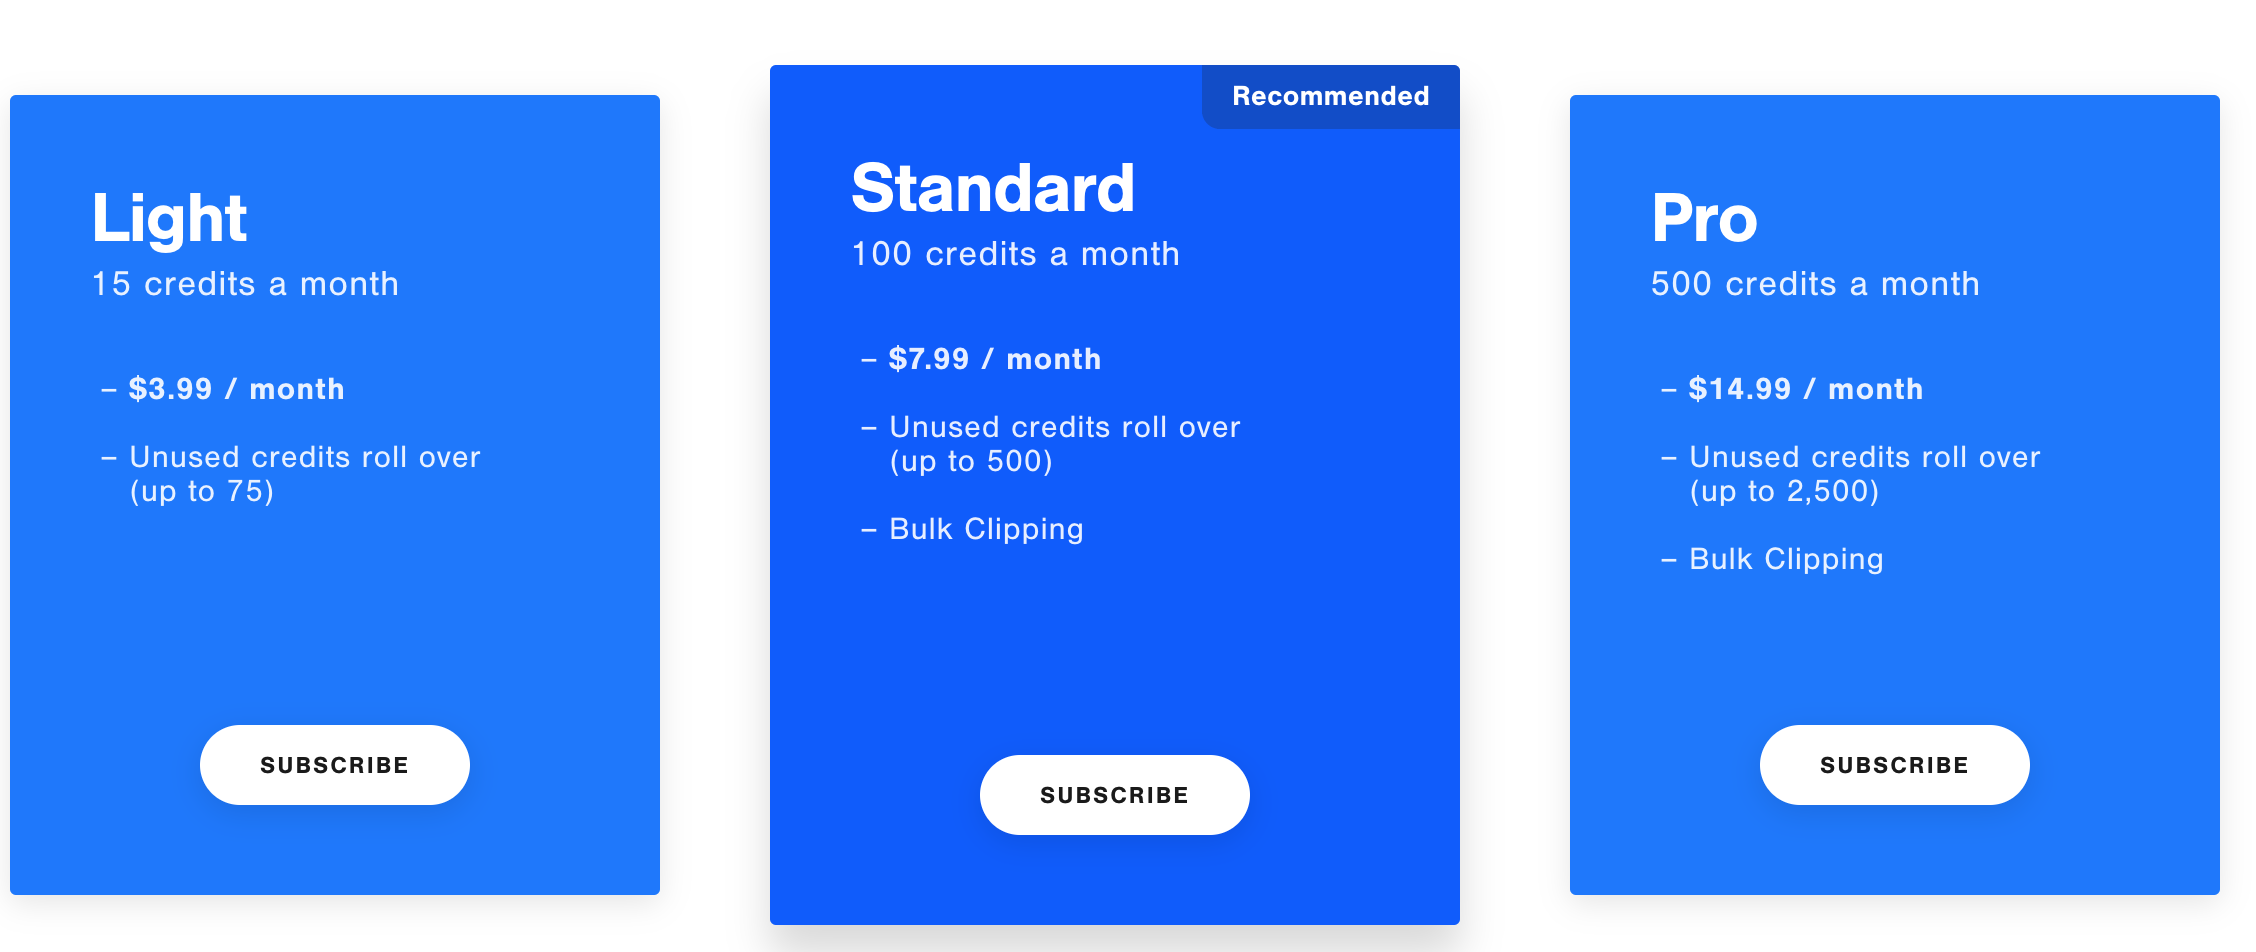 Light
15 credits a month
– $3.99 / month
– Unused credits roll over
(up to 75)
SUBSCRIBE
Recommended
Standard
100 credits a month
– $7.99 / month
– Unused credits roll over
(up to 500)
– Bulk Clipping
SUBSCRIBE
Pro
500 credits a month
– $14.99 / month
– Unused credits roll over
(up to 2,500)
– Bulk Clipping
SUBSCRIBE